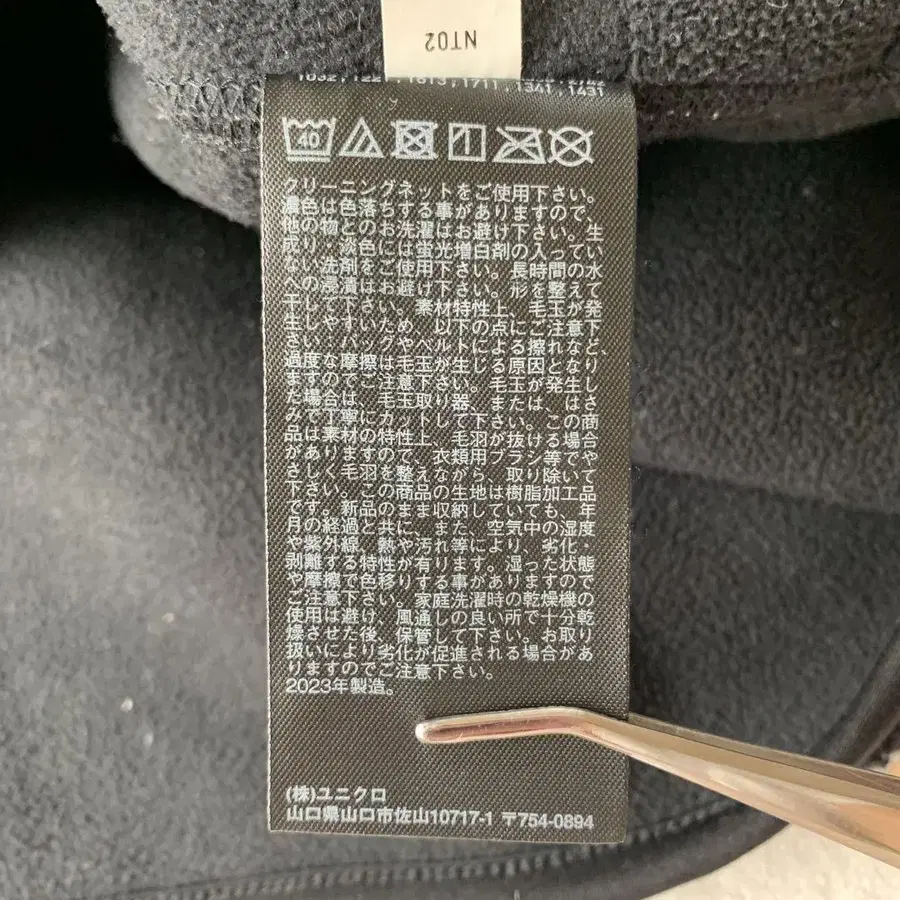 NT02
1341, 1431
40
クリーニングネットをご使用下さい。
濃色は色落ちする事がありますので、
他の物とのお洗濯はお避け下さい。生
成り・淡色には蛍光増白剤の入ってい
ない洗剤をご使用下さい。長時間の水
への浸漬はお避け下さい。形を整えて
干して下さい。素材特性上、毛玉が発
生しやすいため、以下の点にご注意下
さい。バッグやベルトによる擦れなど、
過度な摩擦は毛玉が生じる原因となり
ますのでご注意下さい。毛玉が発生し
た場合は、毛玉取り器、または、はさ
みで丁寧にカットして下さい。この商
品は素材の特性上、毛羽が抜ける場合
がありますので、衣類用ブラシ等でや
さしく毛羽を整えながら、取り除いて
下さい。この商品の生地は樹脂加工品
です。新品のまま収納していても、年
月の経過と共に、また、空気中の湿度
や紫外線、熱や汚れ等により、劣化・
剥離する特性が有ります。湿った状態
や摩擦で色移りする事がありますので
ご注意下さい。家庭洗濯時の乾燥機の
使用は避け、風通しの良い所で十分乾
燥させた後、保管して下さい。お取り
扱いにより劣化が促進される場合があ
りますのでご注意下さい。
2023年製造。
(株)ユニクロ
山口県山口市佐山10717-1 〒754-0894